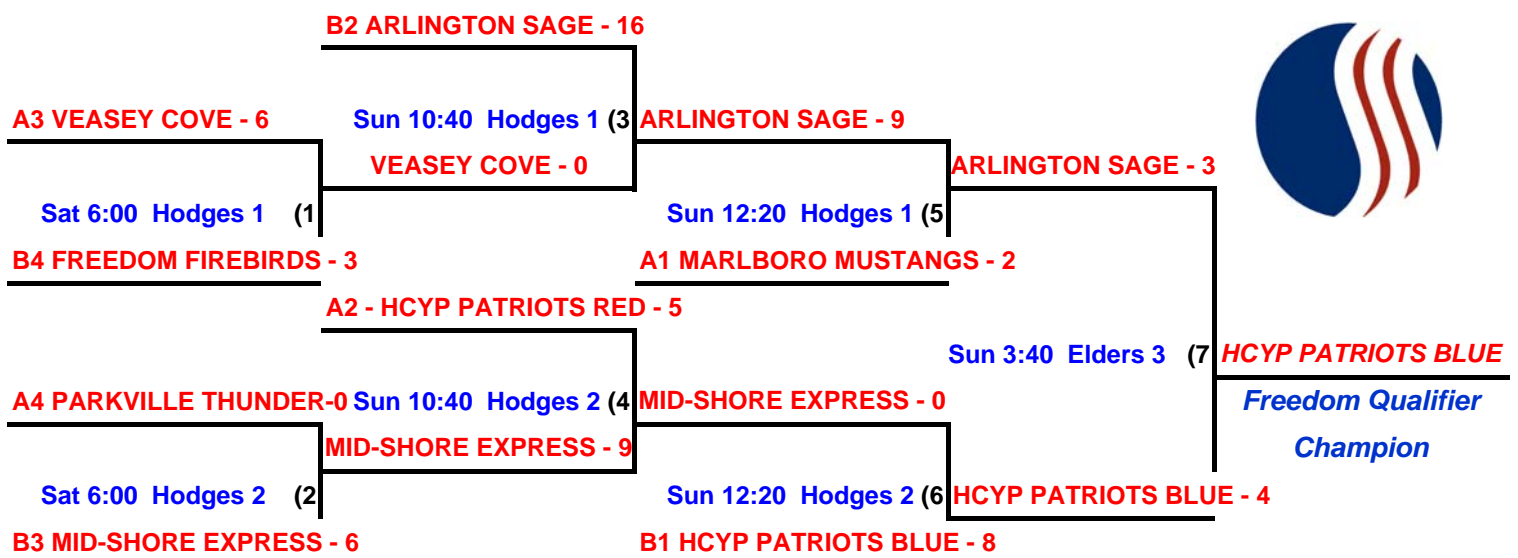 B2 ARLINGTON SAGE - 16
A3 VEASEY COVE - 6
Sun 10:40 Hodges 1 (3
ARLINGTON SAGE - 9
VEASEY COVE - 0
ARLINGTON SAGE - 3
Sat 6:00 Hodges 1 (1
Sun 12:20 Hodges 1 (5
B4 FREEDOM FIREBIRDS - 3
A1 MARLBORO MUSTANGS - 2
A2 - HCYP PATRIOTS RED - 5
Sun 3:40 Elders 3 (7
HCYP PATRIOTS BLUE
A4 PARKVILLE THUNDER-0
Sun 10:40 Hodges 2 (4
MID-SHORE EXPRESS - 0
Freedom Qualifier
Champion
MID-SHORE EXPRESS - 9
Sat 6:00 Hodges 2 (2
Sun 12:20 Hodges 2 (6
HCYP PATRIOTS BLUE - 4
B3 MID-SHORE EXPRESS - 6
B1 HCYP PATRIOTS BLUE - 8